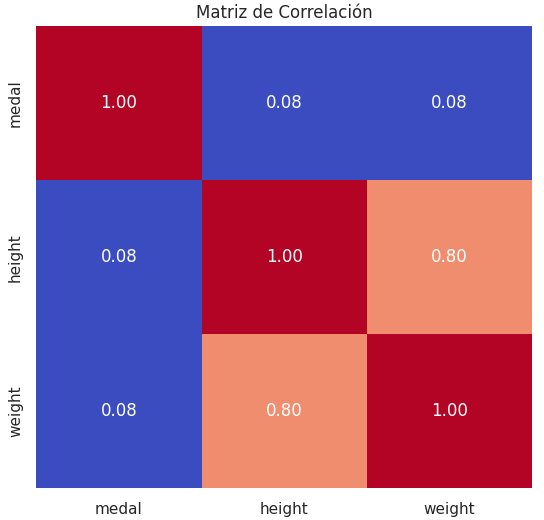 Matriz de Correlación
medal
1.00
0.08
0.08
height
0.08
1.00
0.80
weight
0.08
0.80
1.00
medal
height
weight